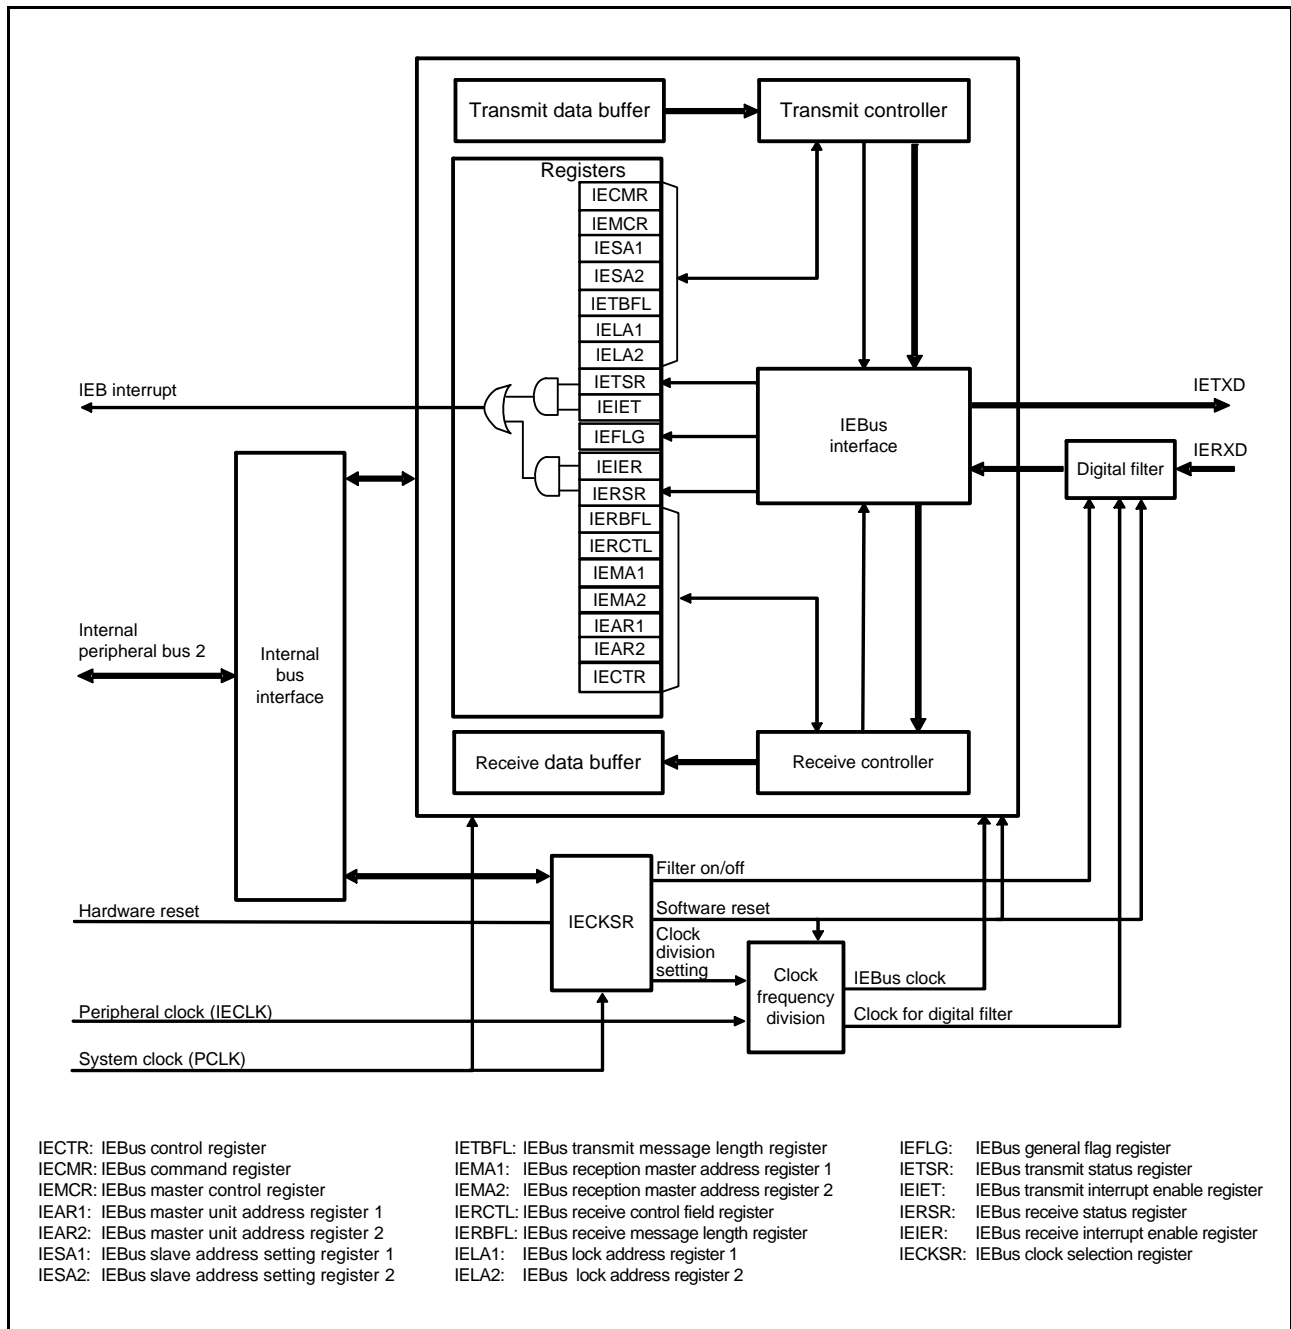 Transmit data buffer
Transmit controller
Registers
IECMR
IEMCR
IESA1
IESA2
IETBFL
IELA1
IELA2
IETSR
IEIET
IEFLG
IEIER
IERSR
IERBFL
IERCTL
IEMA1
IEMA2
IEAR1
IEAR2
IECTR
IEB interrupt
IEBus
interface
IETXD
IERXD
Digital filter
Internal
peripheral bus 2
Internal
bus
interface
Receive data buffer
Receive controller
Filter on/off
Hardware reset
IECKSR
Software reset
Clock
division
setting
Clock
frequency
division
IEBus clock
Clock for digital filter
Peripheral clock (IECLK)
System clock (PCLK)
IECTR: IEBus control register
IECMR: IEBus command register
IEMCR: IEBus master control register
IEAR1: IEBus master unit address register 1
IEAR2: IEBus master unit address register 2
IESA1: IEBus slave address setting register 1
IESA2: IEBus slave address setting register 2
IETBFL: IEBus transmit message length register
IEMA1: IEBus reception master address register 1
IEMA2: IEBus reception master address register 2
IERCTL: IEBus receive control field register
IERBFL: IEBus receive message length register
IELA1: IEBus lock address register 1
IELA2: IEBus lock address register 2
IEFLG: IEBus general flag register
IETSR: IEBus transmit status register
IEIET: IEBus transmit interrupt enable register
IERSR: IEBus receive status register
IEIER: IEBus receive interrupt enable register
IECKSR: IEBus clock selection register